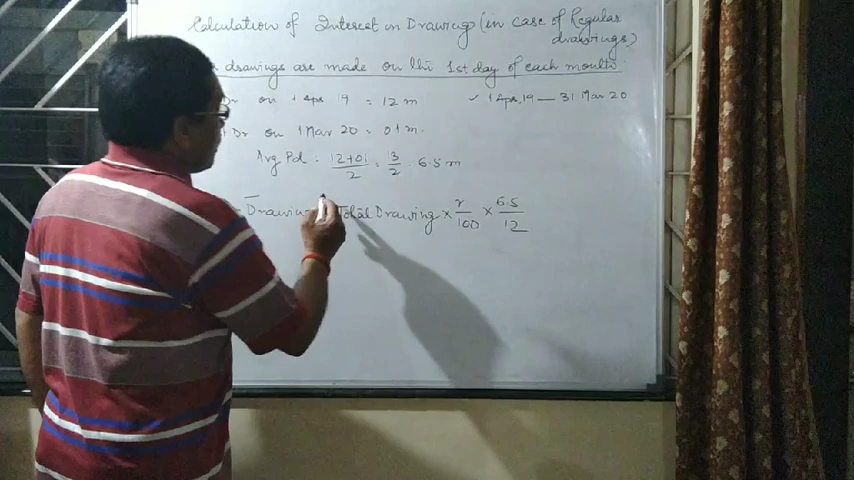 Calculation of Interest on Drawings (in case of Regular
drawings)
drawings are made on the 1st day of each month.
Dr on 1 Apr 19 = 12 m ✓ 1 Apr, 19 — 31 Mar 20
Dr on 1 Mar 20 = 01 m.
Avg Pd = 12+01/2 = 13/2 = 6.5 m
Drawing Total Drawing × r/100 × 6.5/12